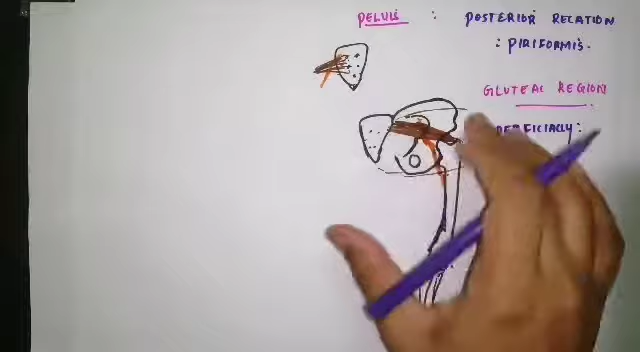 PELVIS : POSTERIOR RELATION
: PIRIFORMIS.
GLUTEAL REGION